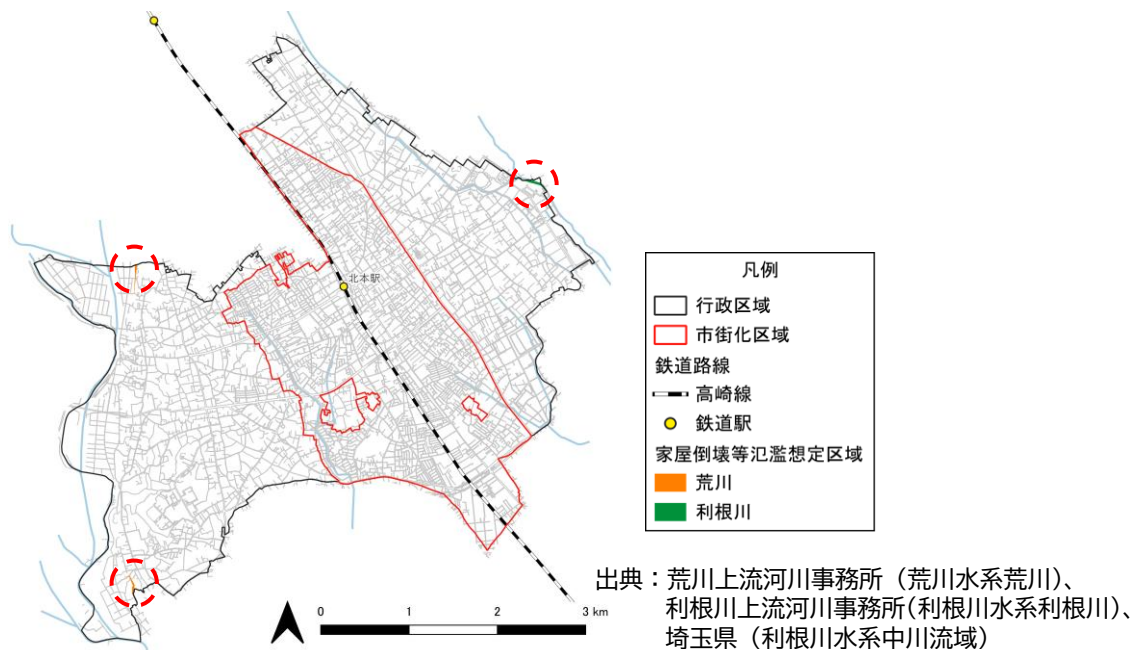 北本駅
凡例
行政区域
市街化区域
鉄道路線
高崎線
鉄道駅
家屋倒壊等氾濫想定区域
荒川
利根川
0 1 2 3 km
出典：荒川上流河川事務所（荒川水系荒川）、
利根川上流河川事務所（利根川水系利根川）、
埼玉県（利根川水系中川流域）